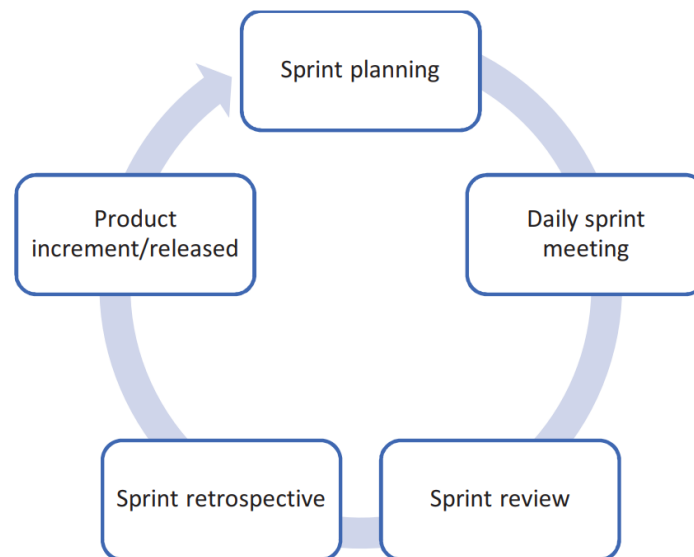 Sprint planning
Daily sprint
meeting
Sprint review
Sprint retrospective
Product
increment/released